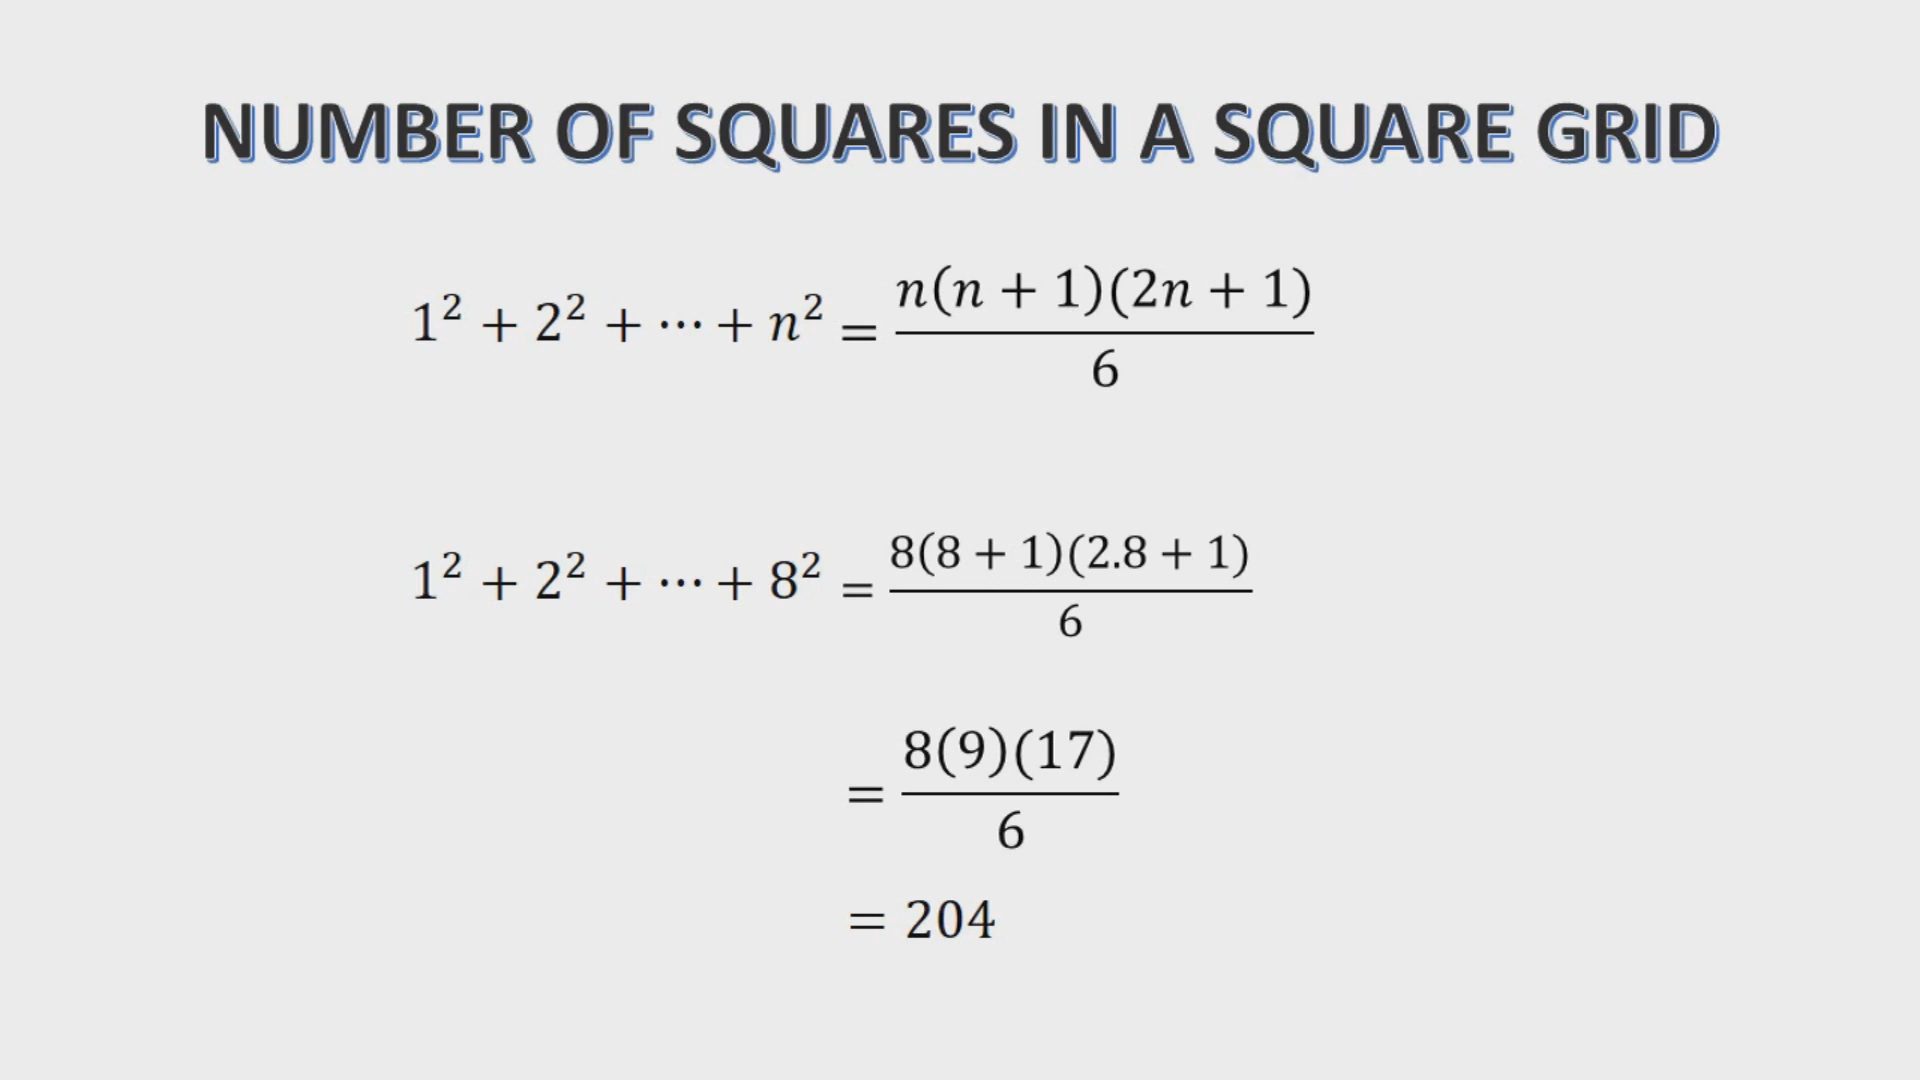 NUMBER OF SQUARES IN A SQUARE GRID
1² + 2² + ⋯ + n² = n(n + 1)(2n + 1) / 6
1² + 2² + ⋯ + 8² = 8(8 + 1)(2.8 + 1) / 6
= 8(9)(17) / 6
= 204